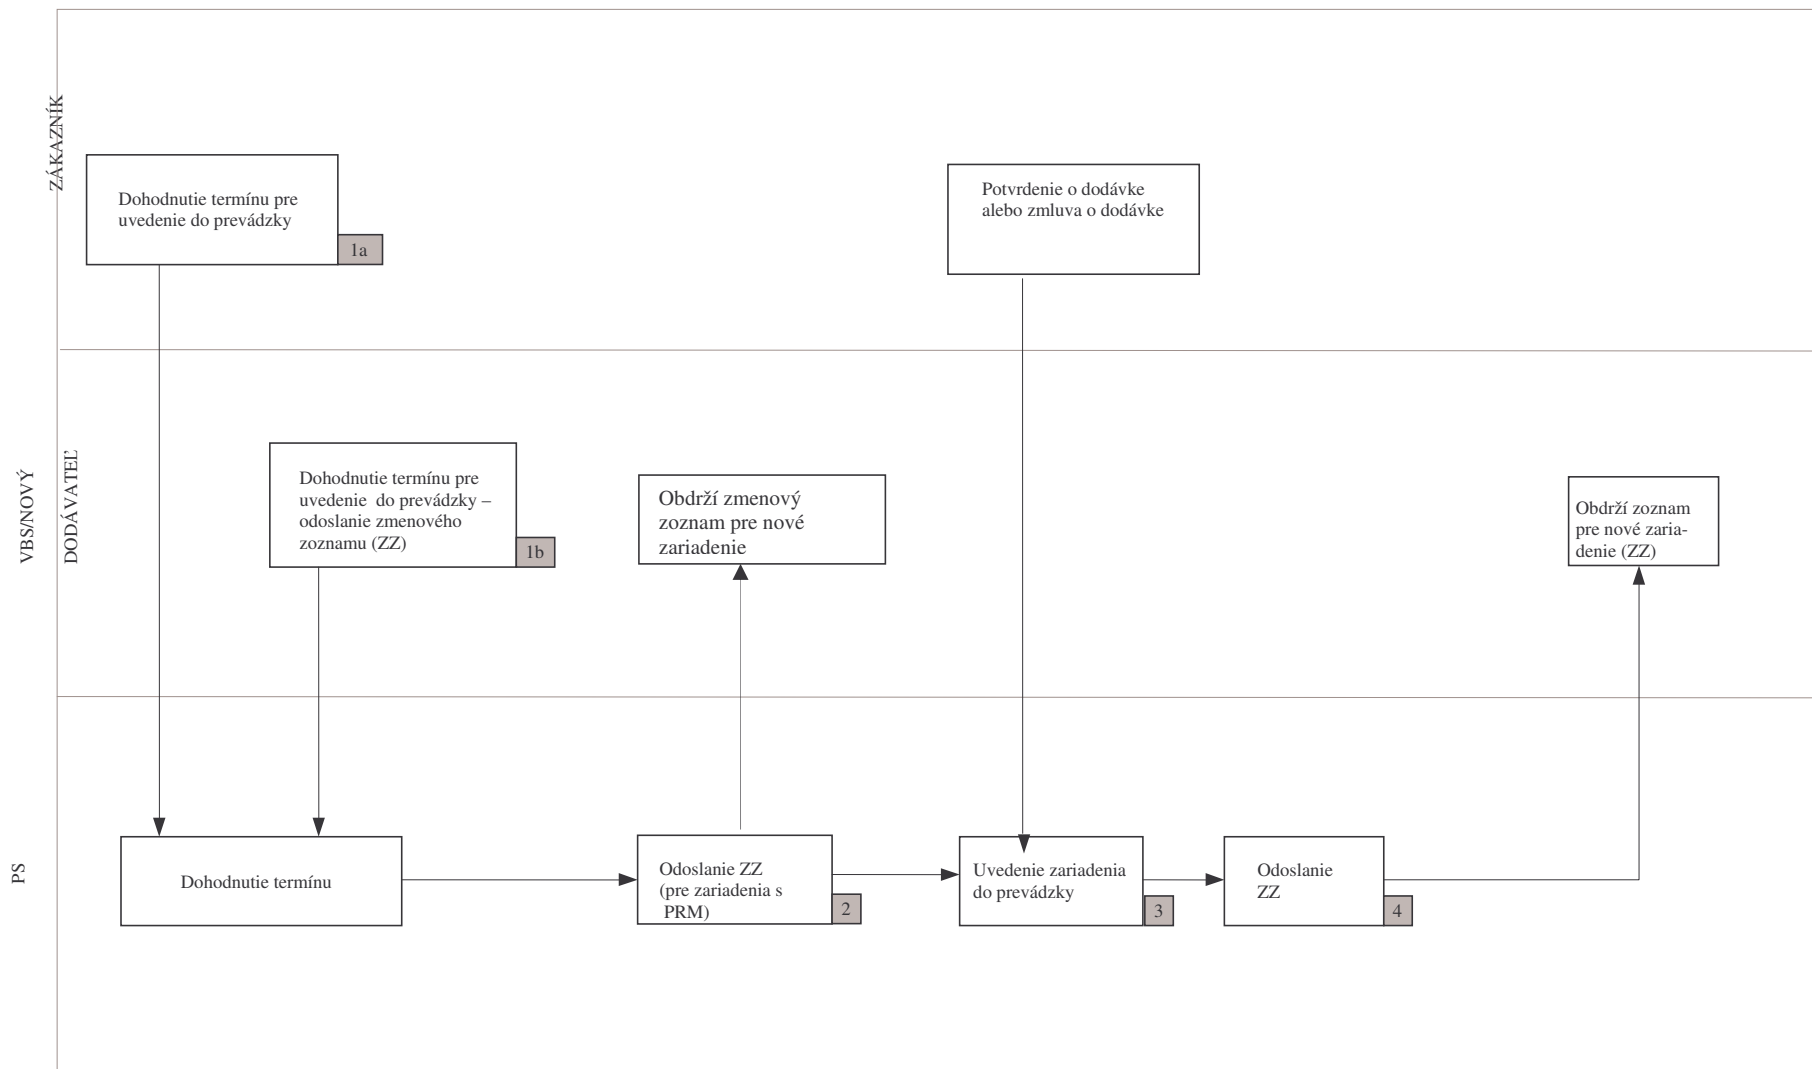 ZÁKAZNÍK
Dohodnutie termínu pre
uvedenie do prevádzky
1a
Potvrdenie o dodávke
alebo zmluva o dodávke
VBS/NOVÝ
DODÁVATEĽ
Dohodnutie termínu pre
uvedenie do prevádzky –
odoslanie zmenového
zoznamu (ZZ)
1b
Obdrží zmenový
zoznam pre nové
zariadenie
Obdrží zoznam
pre nové zaria-
denie (ZZ)
PS
Dohodnutie termínu
Odoslanie ZZ
(pre zariadenia s
PRM)
2
Uvedenie zariadenia
do prevádzky
3
Odoslanie
ZZ
4